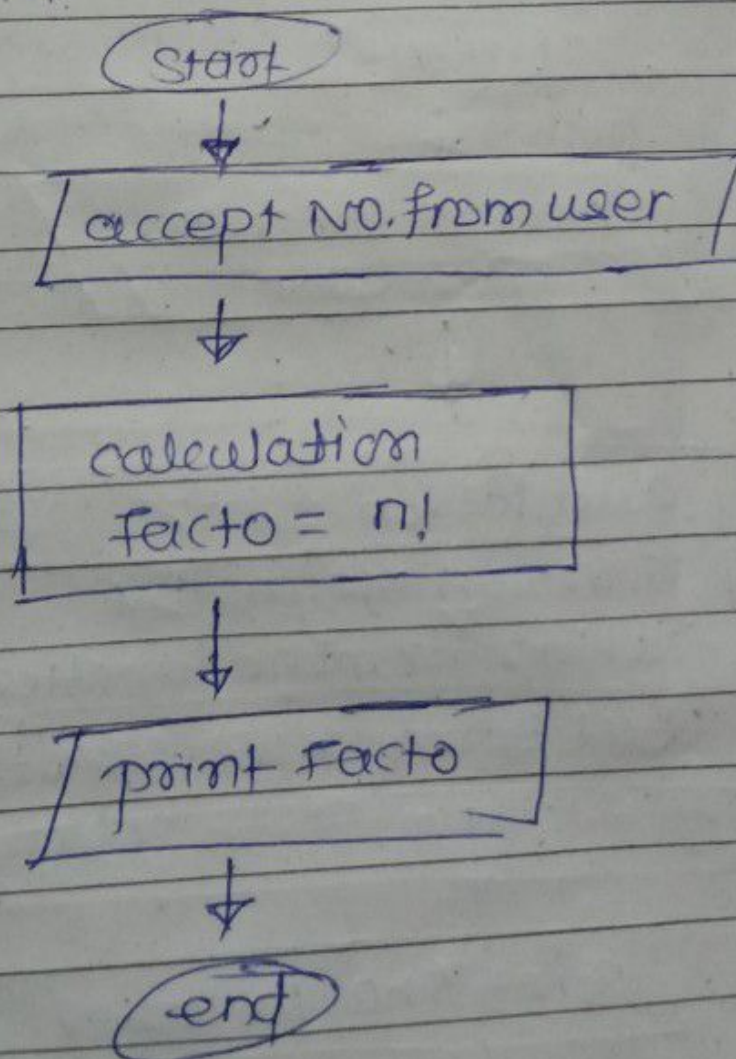 start
accept NO. from user
calculation
Facto = n!
print Facto
end